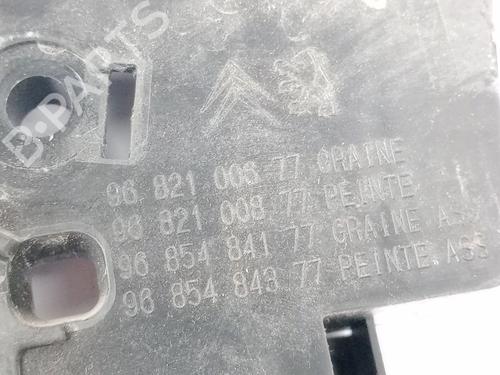 B-PARTS
96 821 006 77 GRAINE
96 821 008 77 PEINTE
96 854 841 77 GRAINE ASS
96 854 843 77 PEINTE ASS